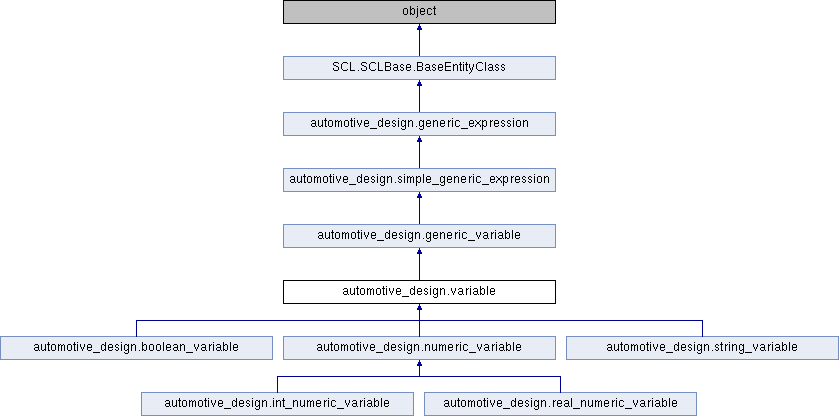 object
SCL.SCLBase.BaseEntityClass
automotive_design.generic_expression
automotive_design.simple_generic_expression
automotive_design.generic_variable
automotive_design.variable
automotive_design.boolean_variable
automotive_design.numeric_variable
automotive_design.string_variable
automotive_design.int_numeric_variable
automotive_design.real_numeric_variable